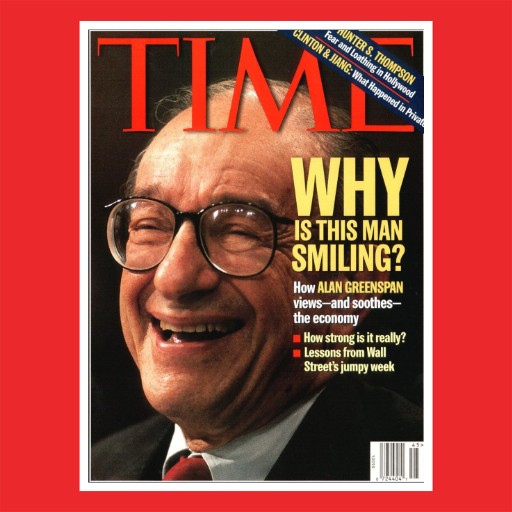 TIME
HUNTER S. THOMPSON
Fear and Loathing in Hollywood
CLINTON & JIANG: What Happened in Private
WHY
IS THIS MAN
SMILING?
How ALAN GREENSPAN
views—and soothes—
the economy
How strong is it really?
Lessons from Wall
Street's jumpy week